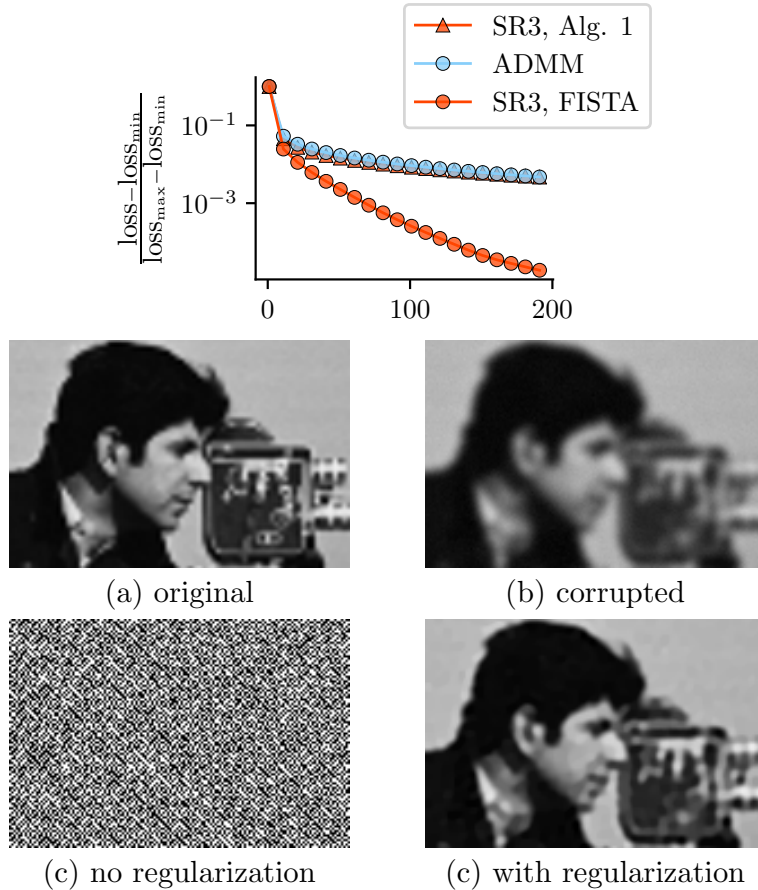 SR3, Alg. 1
ADMM
SR3, FISTA
loss−loss_min
loss_max−loss_min
10^−1
10^−3
0
100
200
(a) original
(b) corrupted
(c) no regularization
(c) with regularization